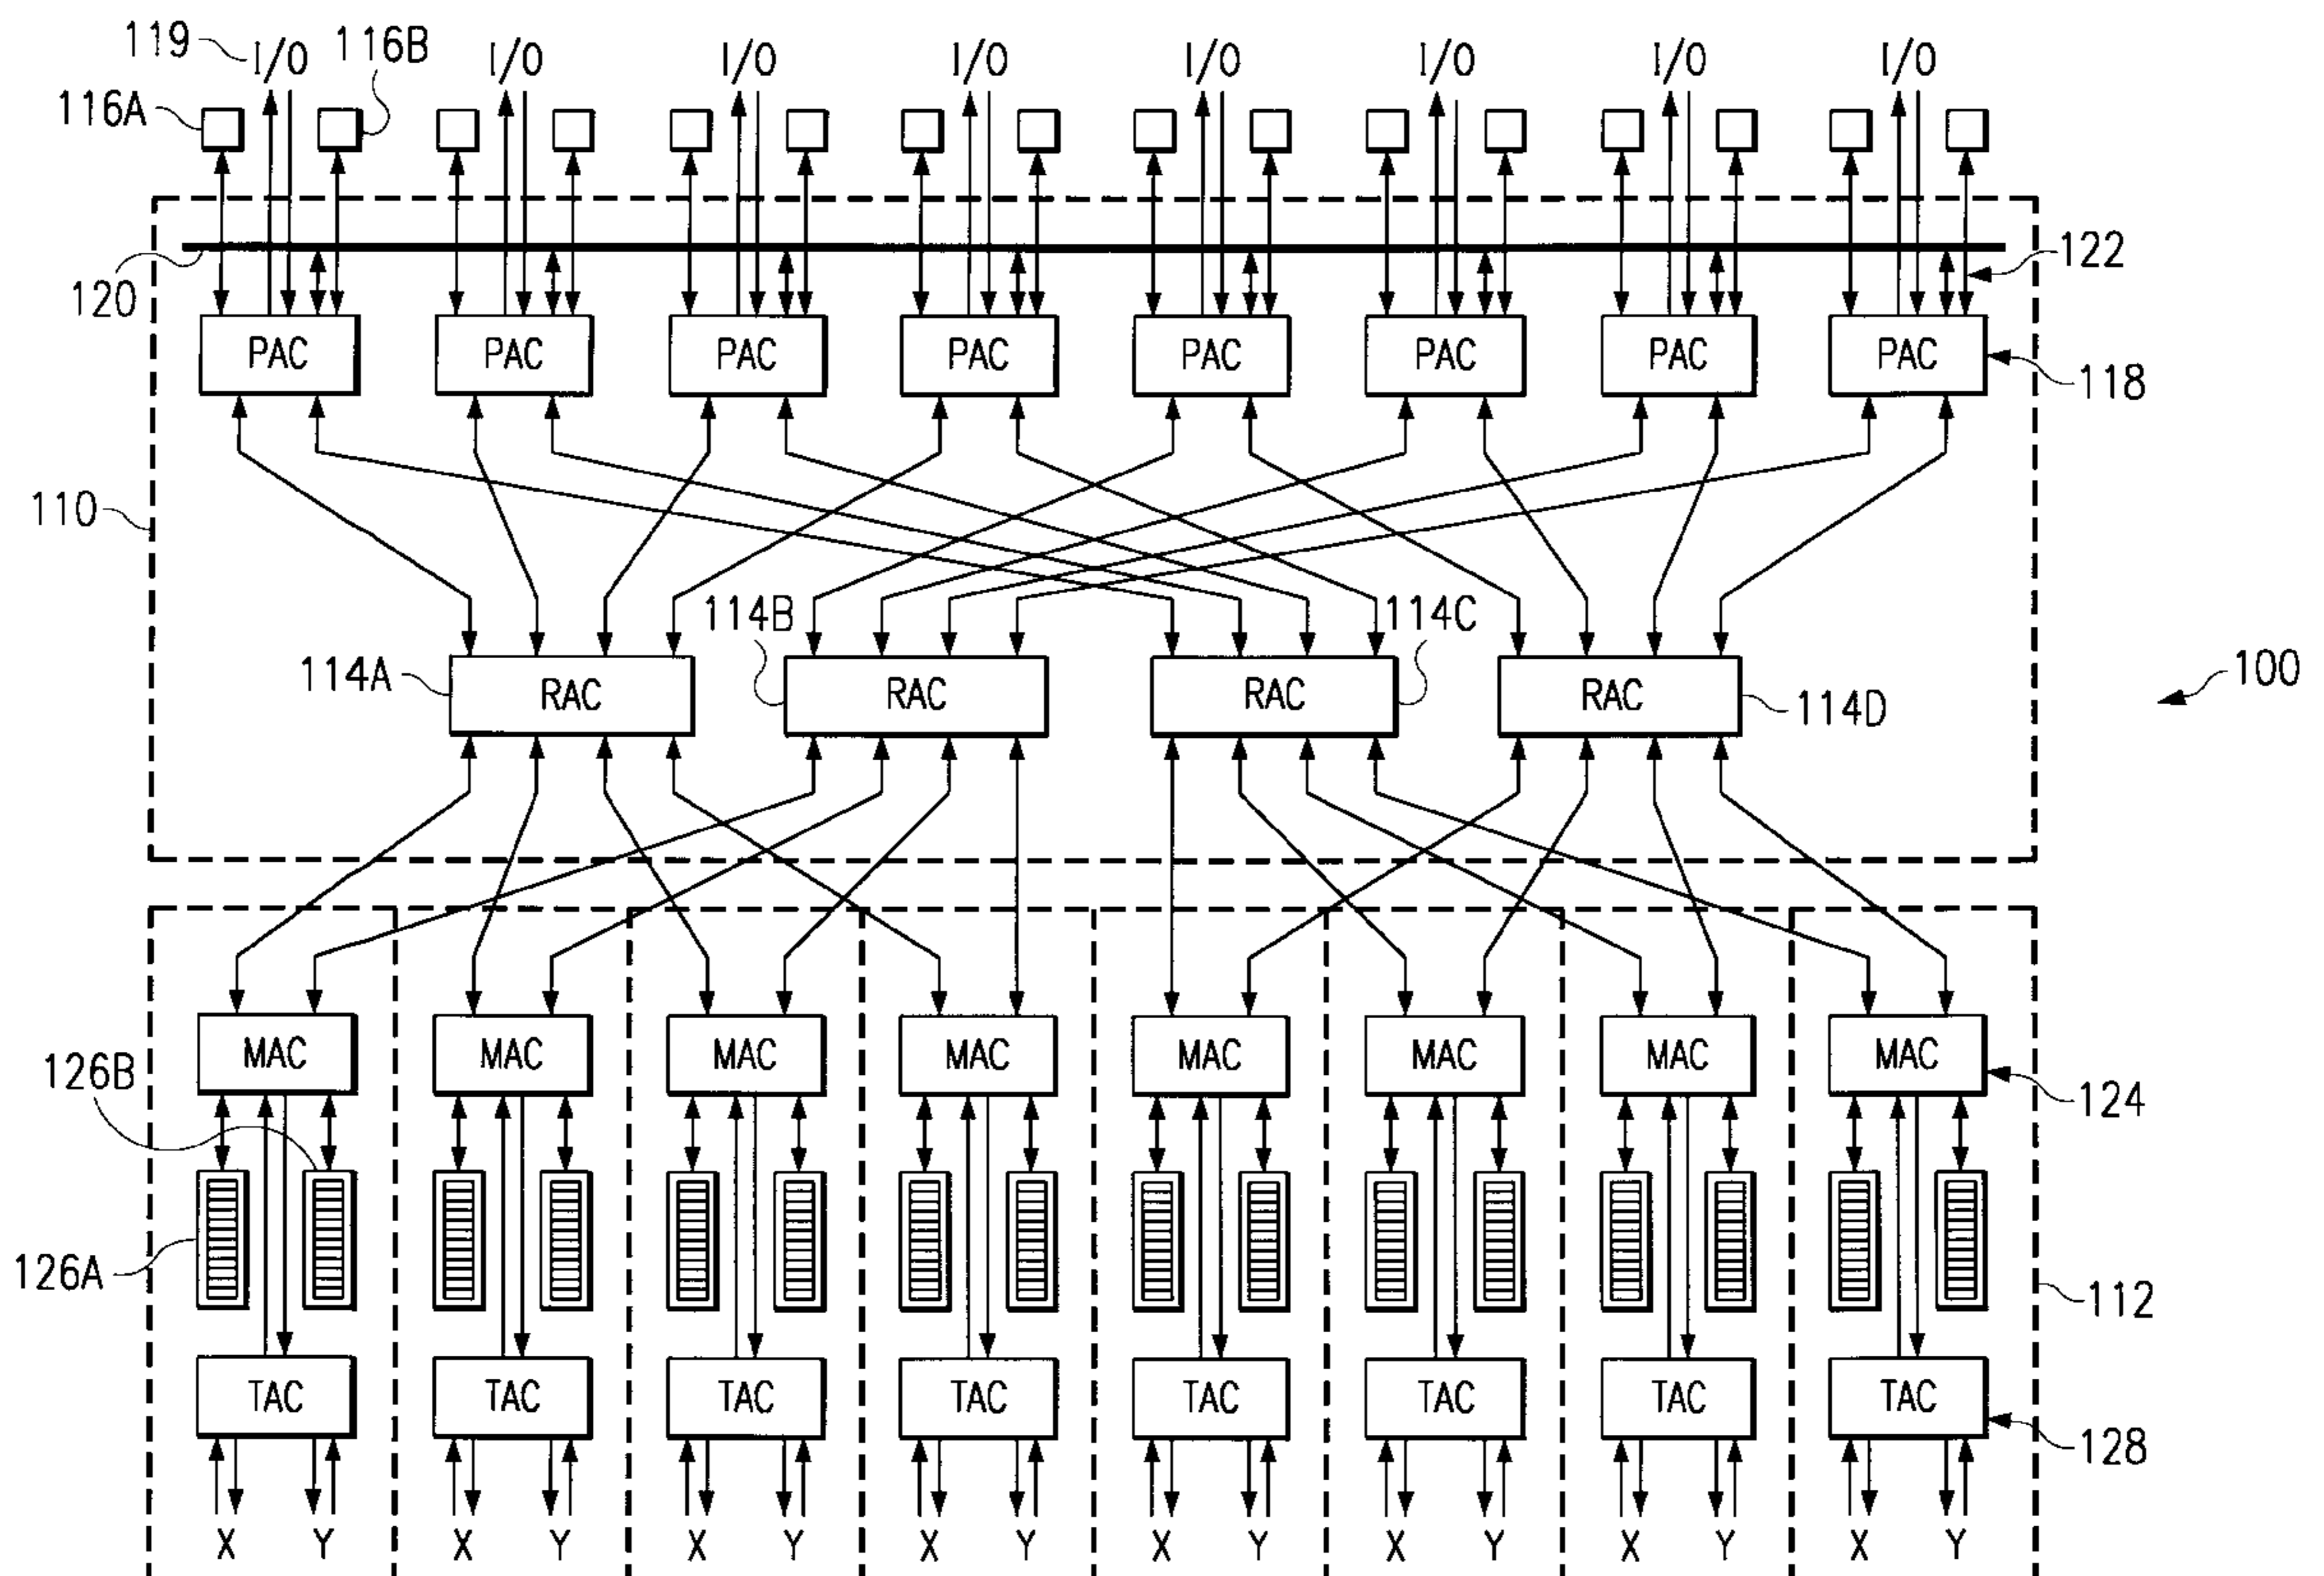 119 I/O 116B I/O I/O I/O I/O I/O I/O I/O
116A
120 122
PAC PAC PAC PAC PAC PAC PAC PAC
118
110
114B 114C
114A RAC RAC RAC RAC 114D
100
MAC MAC MAC MAC MAC MAC MAC MAC
126B 124
126A 112
TAC TAC TAC TAC TAC TAC TAC TAC
128
X Y X Y X Y X Y X Y X Y X Y X Y